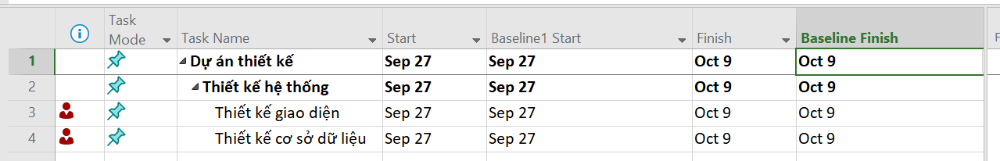 Task Mode Task Name Start Baseline1 Start Finish Baseline Finish F
1 Dự án thiết kế Sep 27 Sep 27 Oct 9 Oct 9
2 Thiết kế hệ thống Sep 27 Sep 27 Oct 9 Oct 9
3 Thiết kế giao diện Sep 27 Sep 27 Oct 9 Oct 9
4 Thiết kế cơ sở dữ liệu Sep 27 Sep 27 Oct 9 Oct 9